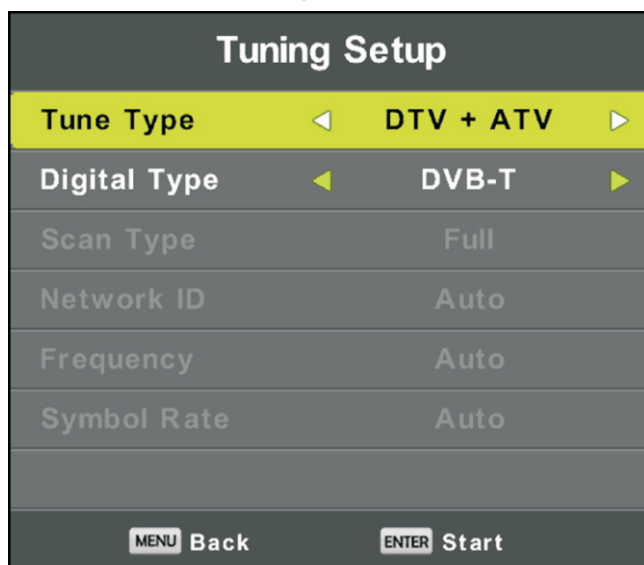 Tuning Setup
Tune Type DTV + ATV
Digital Type DVB-T
Scan Type Full
Network ID Auto
Frequency Auto
Symbol Rate Auto
MENU Back ENTER Start